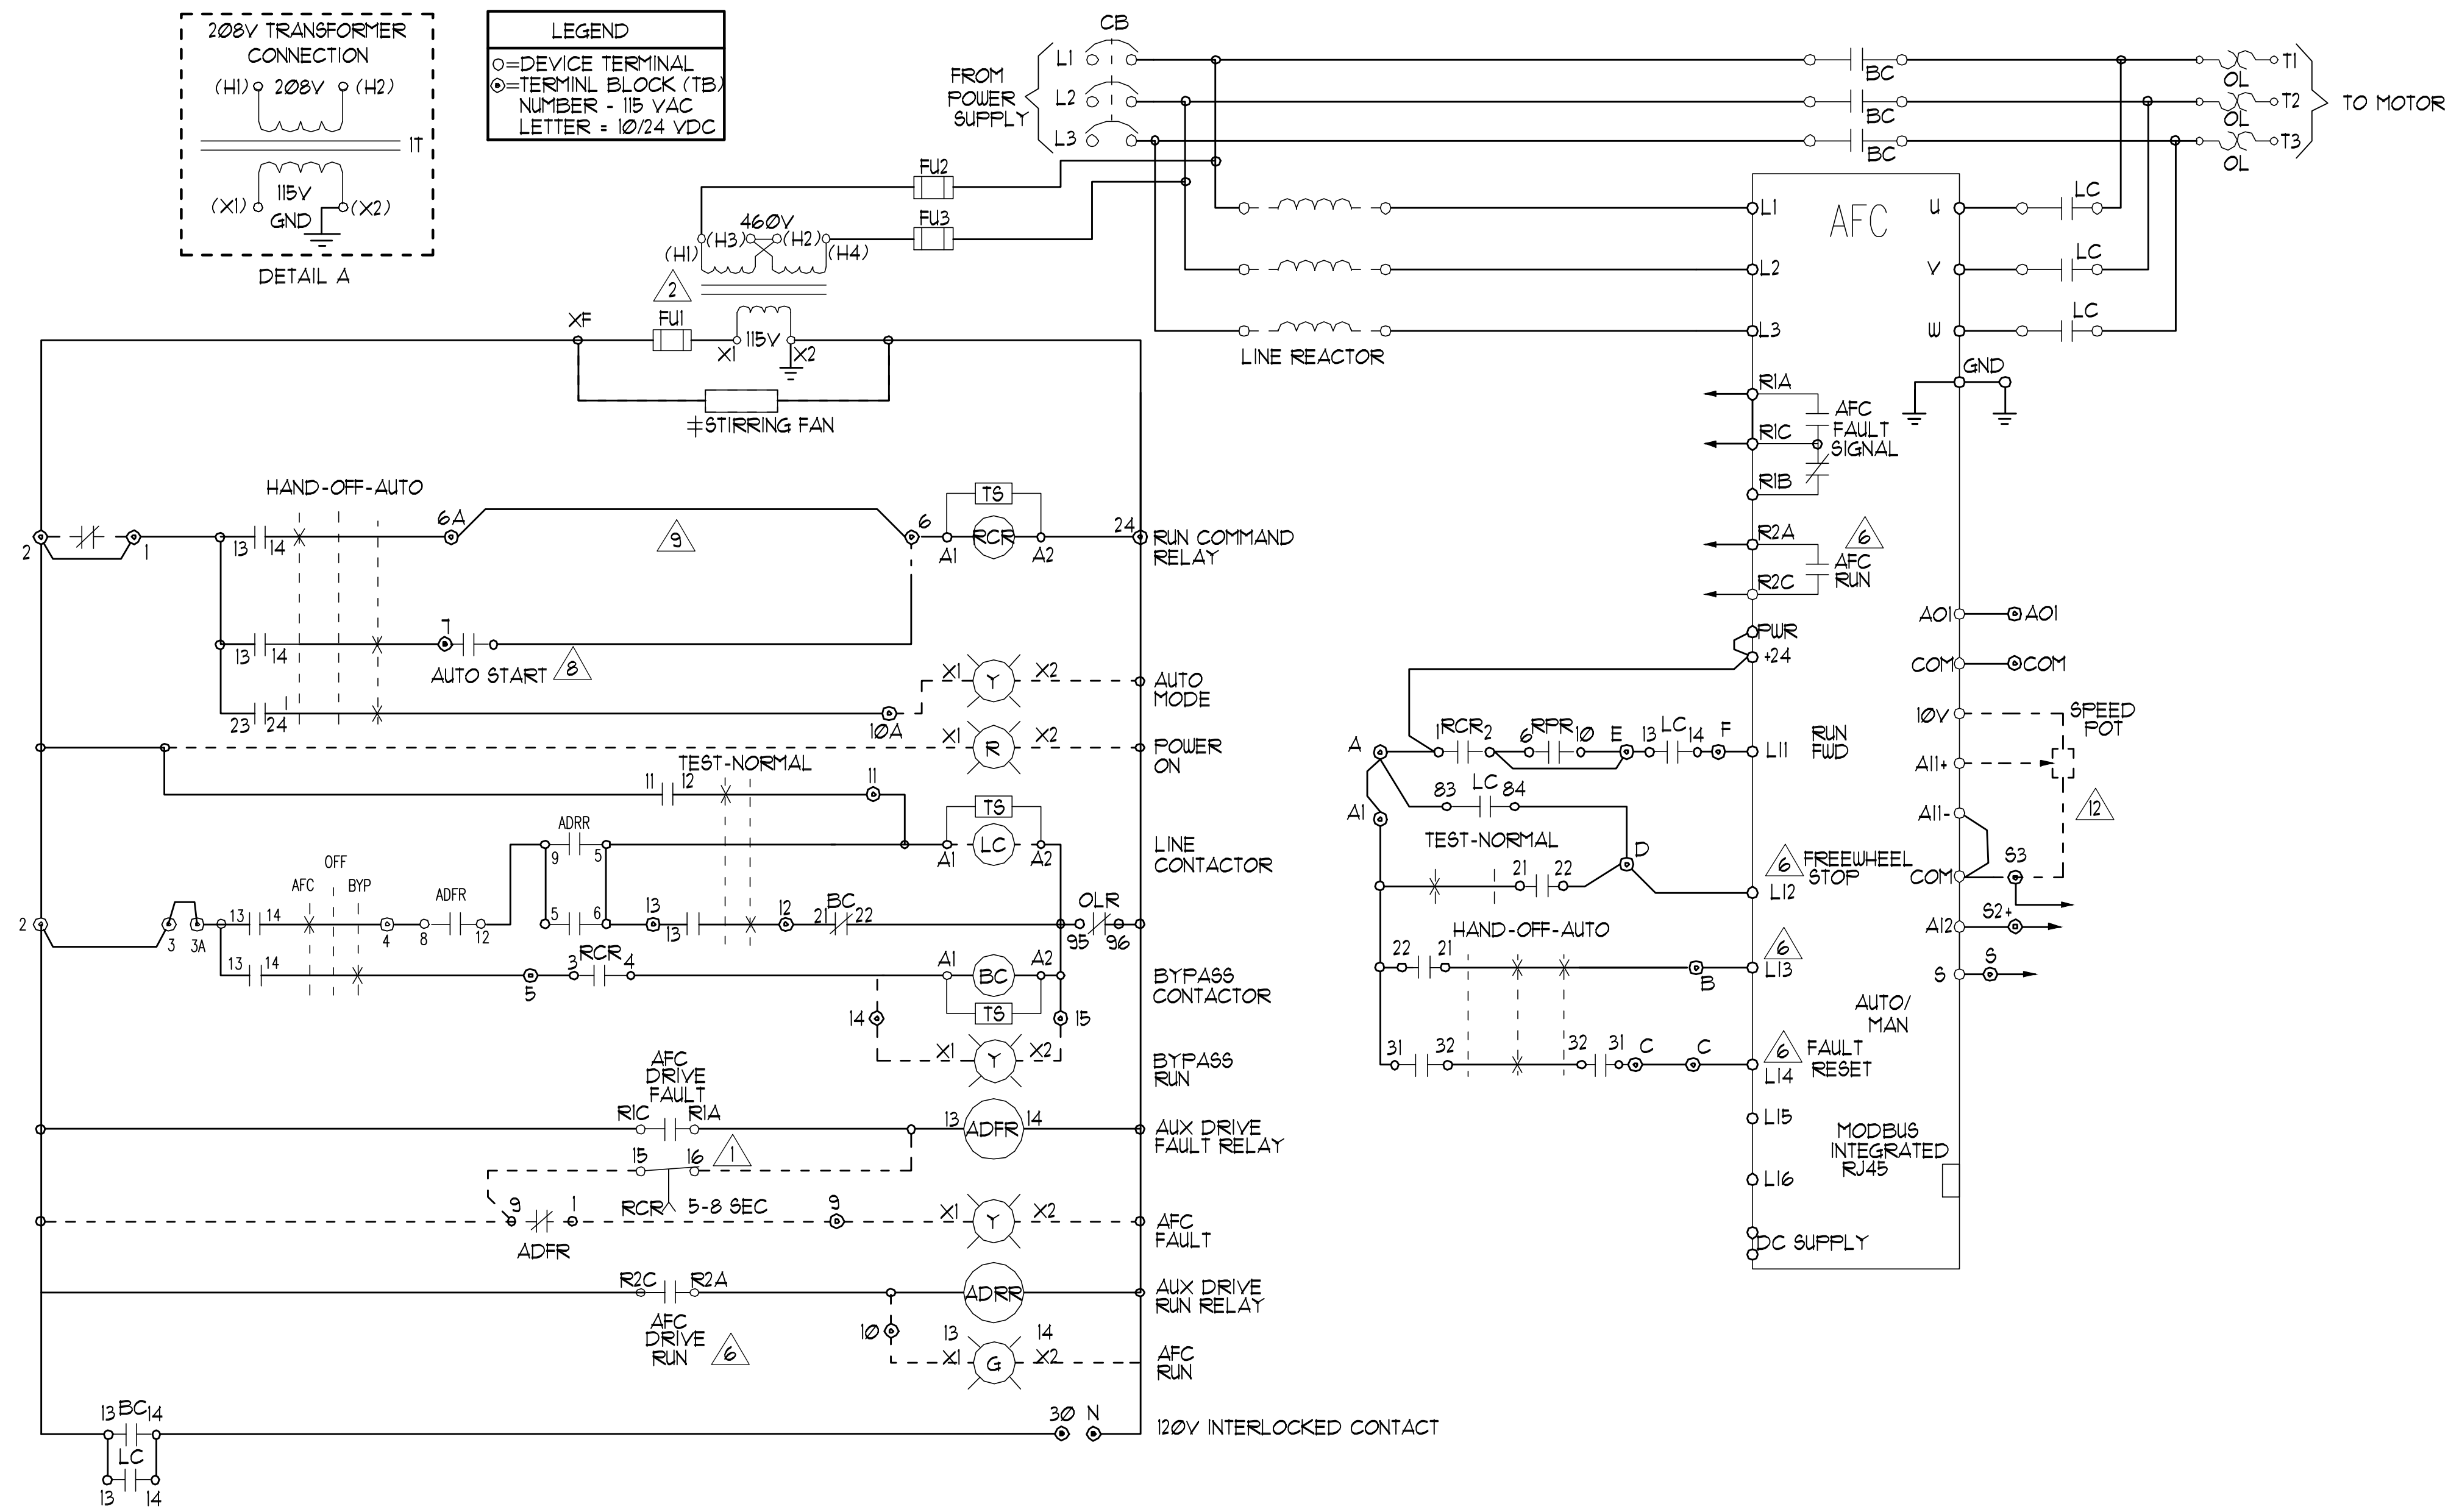 208V TRANSFORMER
CONNECTION
(H1) 208V (H2)
1T
115V
(X1) GND (X2)
DETAIL A
LEGEND
=DEVICE TERMINAL
=TERMINL BLOCK (TB)
NUMBER - 115 VAC
LETTER = 10/24 VDC
CB
FROM
POWER
SUPPLY
L1
L2
L3
BC
BC
BC
OL
OL
OL
T1
T2
T3
TO MOTOR
FU2
FU3
460V
(H1) (H3) (H2) (H4)
2
XF
FU1
X1 115V X2
‡STIRRING FAN
LINE REACTOR
AFC
L1
L2
L3
U
V
W
LC
LC
LC
GND
R1A
R1C
R1B
AFC
FAULT
SIGNAL
R2A
R2C
6
AFC
RUN
PWR
+24
HAND-OFF-AUTO
2
1
13 14
6A
9
6
TS
A1 RCR A2
24
RUN COMMAND
RELAY
13 14
7
AUTO START
8
23 24
10A
X1 Y X2
AUTO
MODE
X1 R X2
POWER
ON
TEST-NORMAL
11 12
11
TS
A1 LC A2
LINE
CONTACTOR
ADRR
9 5
5 6
OFF
AFC BYP
ADFR
2
3 3A
13 14
4
8 12
13
13
12
BC
21 22
OLR
95 96
13 14
5
RCR
3 4
A1 BC A2
TS
BYPASS
CONTACTOR
14
15
X1 Y X2
BYPASS
RUN
AFC
DRIVE
FAULT
R1C R1A
13 ADFR 14
AUX DRIVE
FAULT RELAY
1
15 16
RCR 5-8 SEC
9 1
ADFR
9
X1 Y X2
AFC
FAULT
R2C R2A
AFC
DRIVE
RUN
6
ADRR
AUX DRIVE
RUN RELAY
10
13 14
X1 G X2
AFC
RUN
13 BC 14
LC
13 14
30 N
120V INTERLOCKED CONTACT
A
1 RCR 2
6 RPR 10
E
13 LC 14
F
LI1
RUN
FWD
83 LC 84
A1
TEST-NORMAL
21 22
D
6
FREEWHEEL
STOP
LI2
HAND-OFF-AUTO
22 21
B
6
LI3
AUTO/
MAN
31 32
32 31
C
C
6
FAULT
RESET
LI4
LI5
MODBUS
INTEGRATED
RJ45
LI6
DC SUPPLY
AO1 AO1
COM COM
10V
SPEED
POT
AI1+
AI1-
12
COM
S3
AI2
S2+
S
S